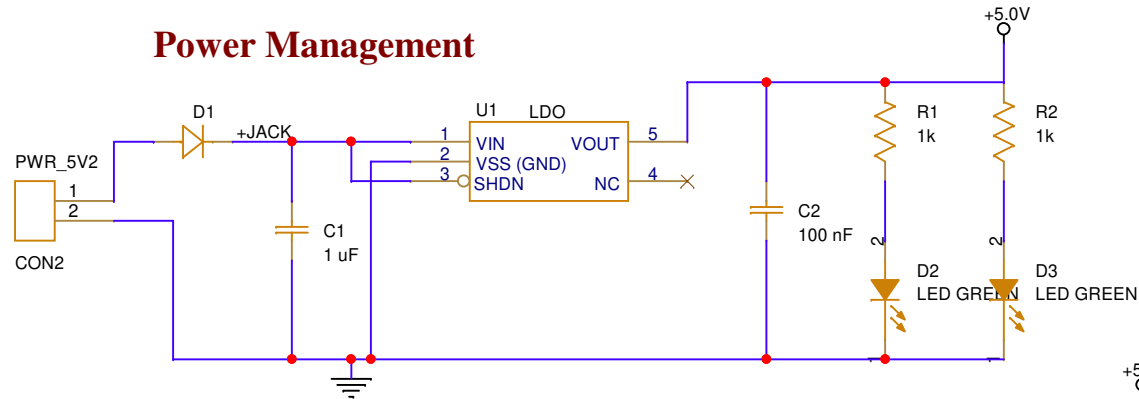 +5.0V
Power Management
D1
+JACK
U1
LDO
1
VIN
VOUT
5
2
VSS (GND)
3
SHDN
NC
4
R1
1k
R2
1k
PWR_5V2
1
2
CON2
C1
1 uF
C2
100 nF
2
2
D2
LED GREEN
D3
LED GREEN
1
1